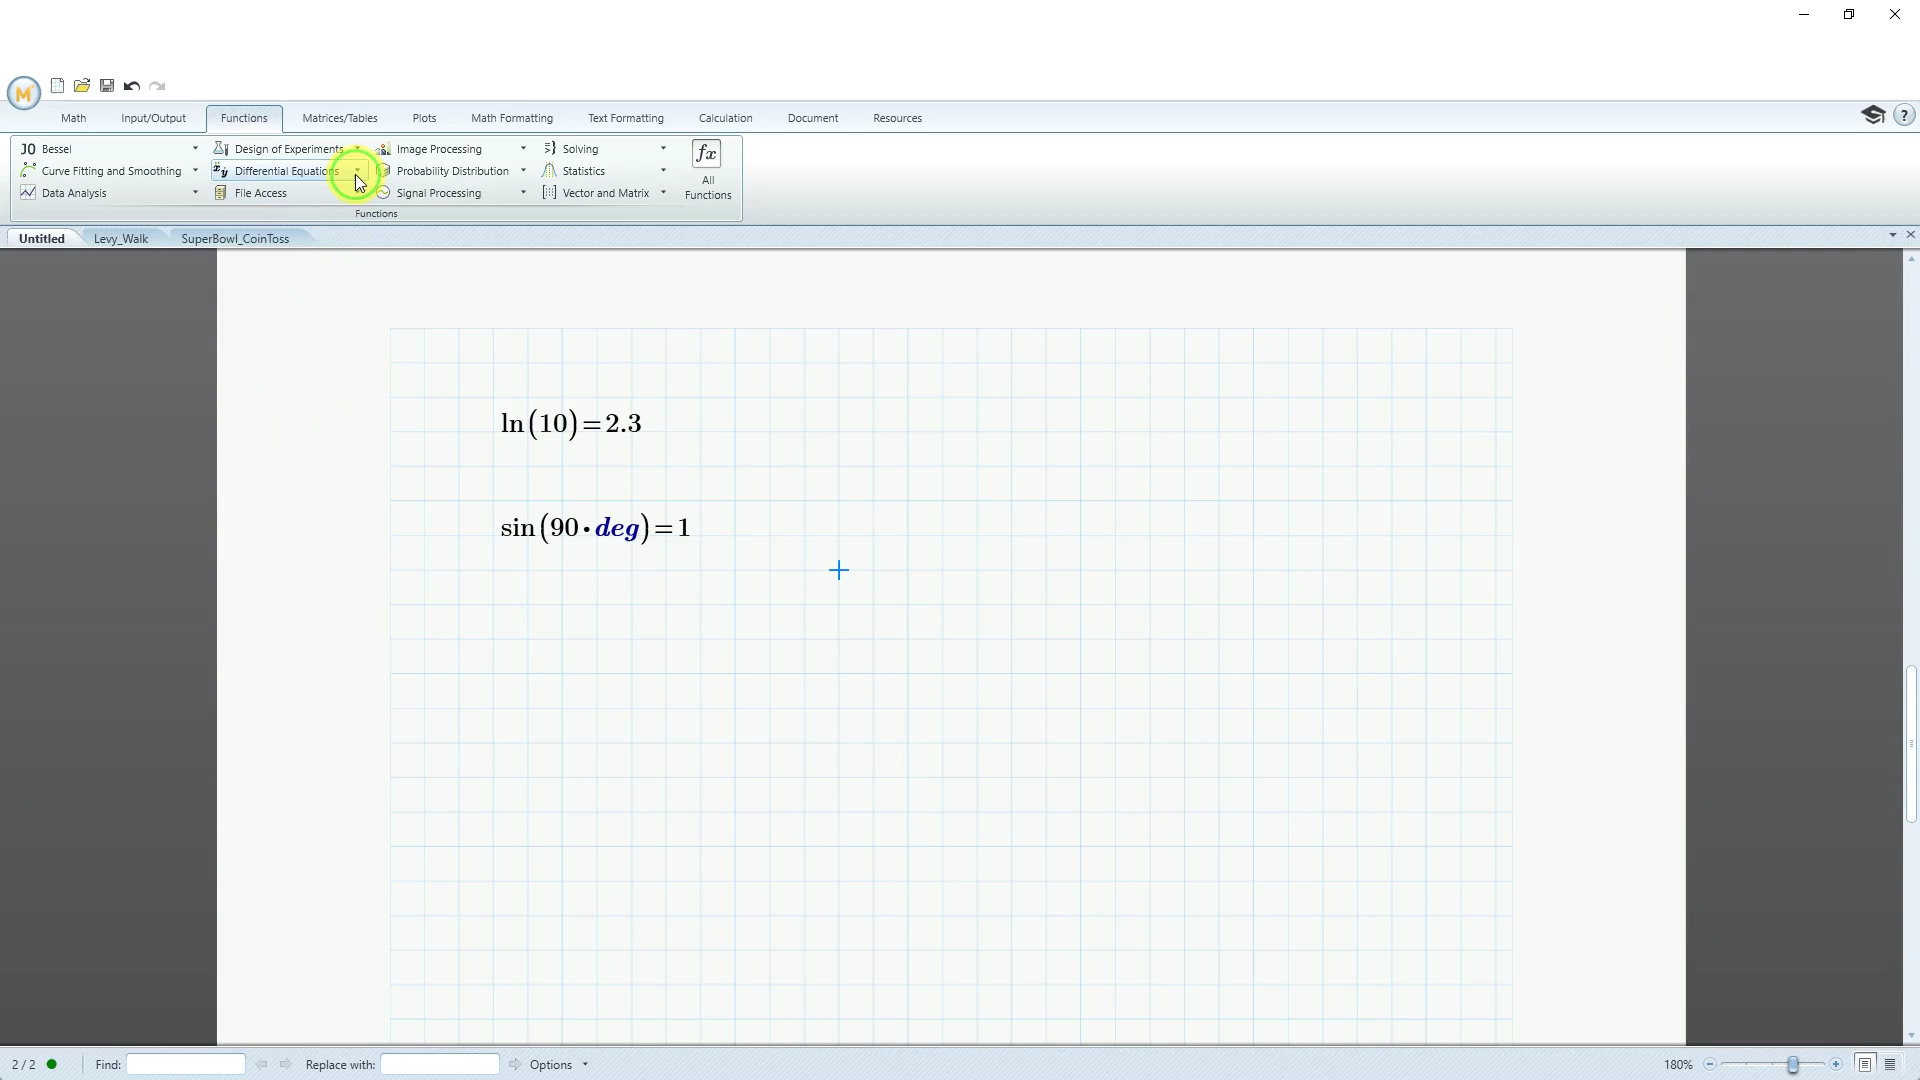 M
Math Input/Output Functions Matrices/Tables Plots Math Formatting Text Formatting Calculation Document Resources ?
J0 Bessel Design of Experiments Image Processing Solving fx
Curve Fitting and Smoothing Differential Equations Probability Distribution Statistics All
Data Analysis File Access Signal Processing Vector and Matrix Functions
Functions
Untitled Levy_Walk SuperBowl_CoinToss
ln(10)=2.3
sin(90•deg)=1
2 / 2 Find: Replace with: Options 180%